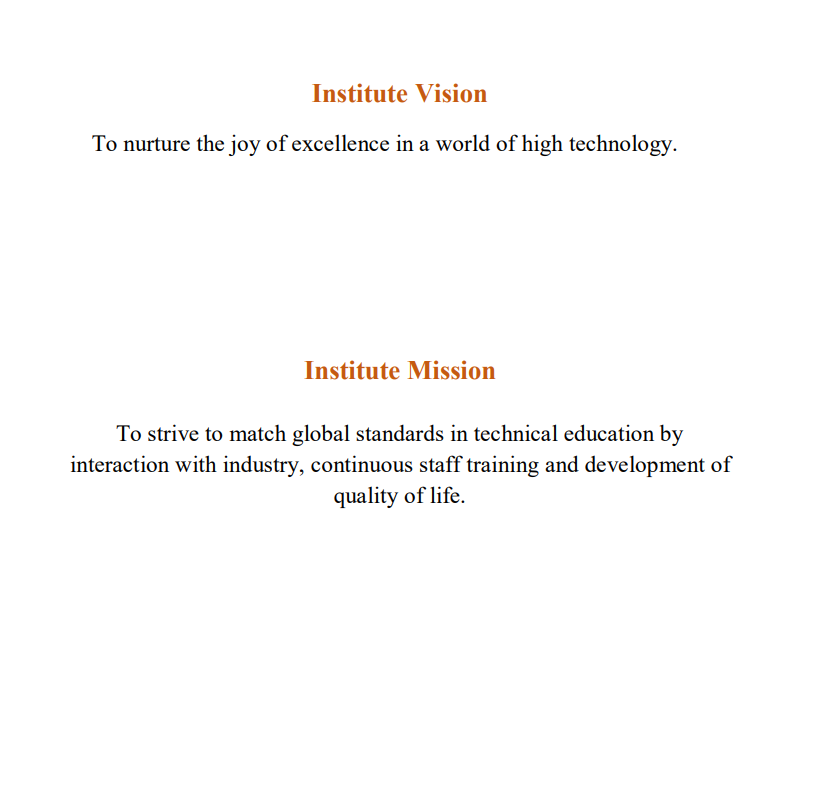 Institute Vision
To nurture the joy of excellence in a world of high technology.
Institute Mission
To strive to match global standards in technical education by
interaction with industry, continuous staff training and development of
quality of life.